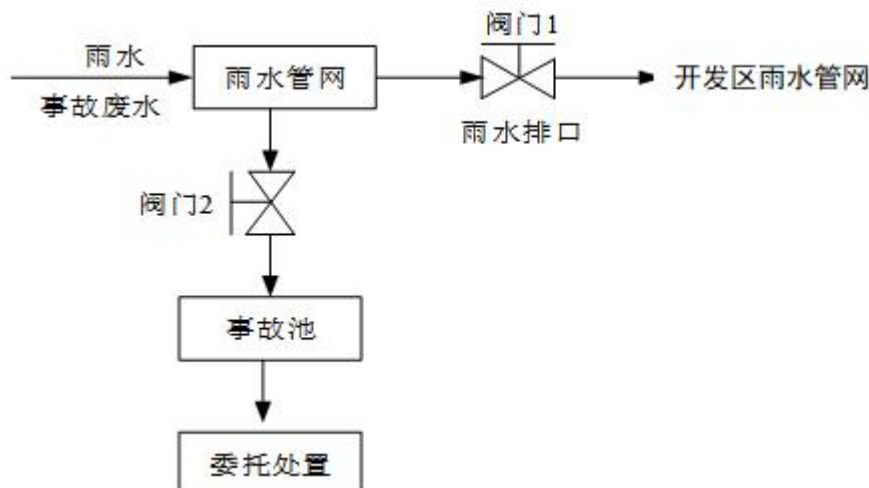 阀门1
雨水
雨水管网
开发区雨水管网
事故废水
雨水排口
阀门2
事故池
委托处置